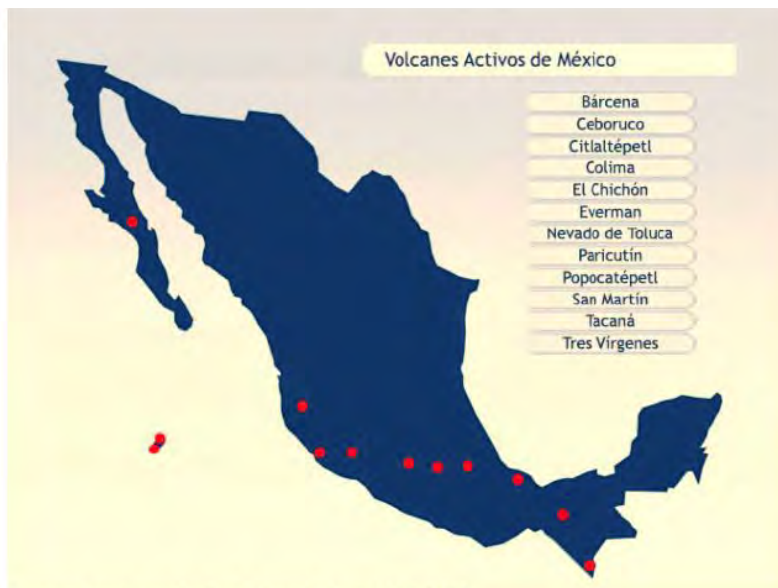 Volcanes Activos de México
Bárcena
Ceboruco
Citlaltépetl
Colima
El Chichón
Everman
Nevado de Toluca
Paricutín
Popocatépetl
San Martín
Tacaná
Tres Vírgenes